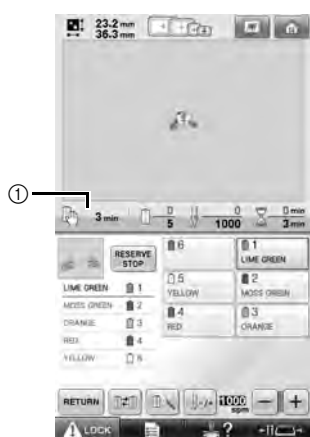 23.2 mm
36.3 mm
①
3 min
0
5
0
1000
0 min
3 min
RESERVE STOP
LIME GREEN 1
MOSS GREEN 2
ORANGE 3
RED 4
YELLOW 5
6
1
LIME GREEN
5
YELLOW
2
MOSS GREEN
4
RED
3
ORANGE
RETURN
1000 spm
− +
LOCK
?